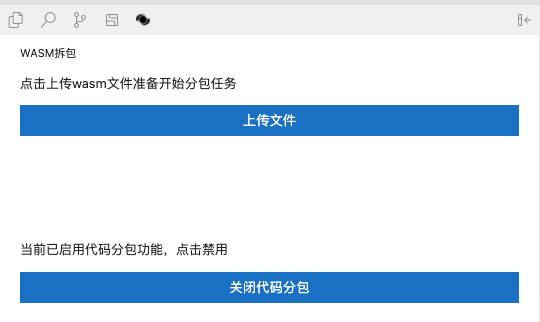 WASM拆包
点击上传wasm文件准备开始分包任务
上传文件
当前已启用代码分包功能，点击禁用
关闭代码分包